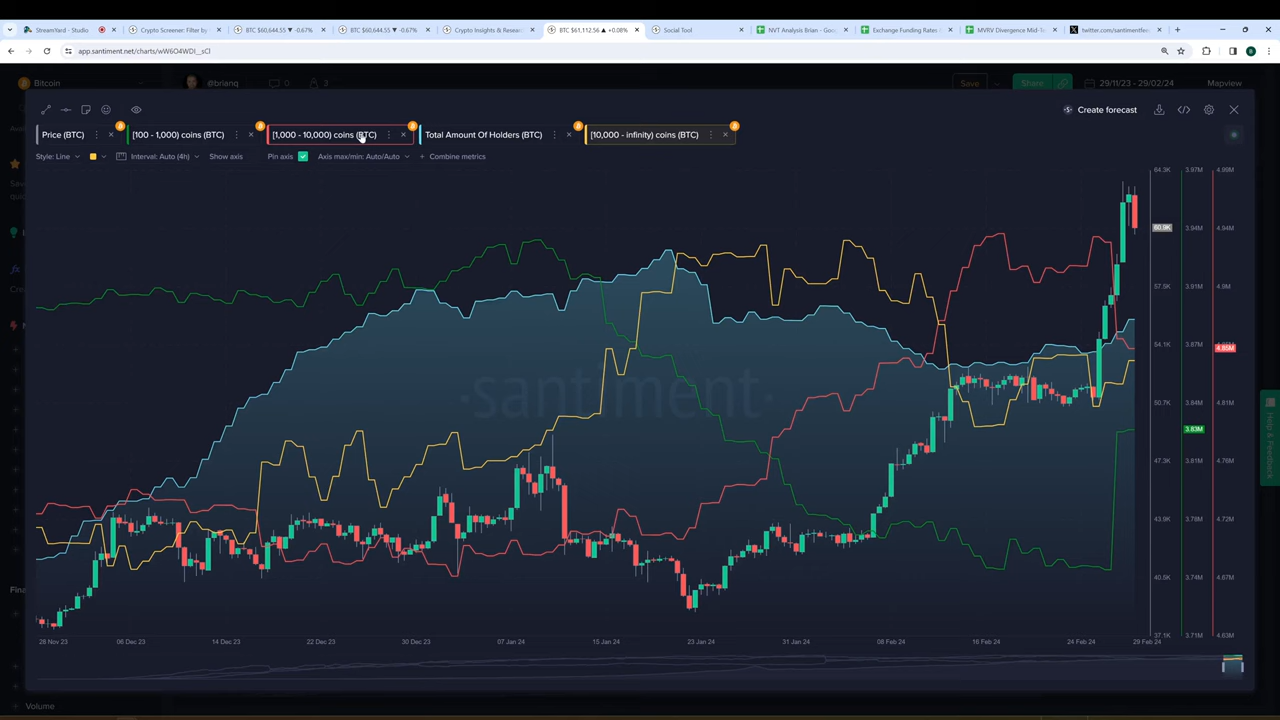 StreamYard - Studio
Crypto Screener: Filter by
BTC $60,644.55 ▼ -0.67%
BTC $60,644.55 ▼ -0.67%
Crypto Insights & Resear
BTC $61,112.56 ▲ +0.08%
Social Tool
NVT Analysis Brian - Goo
Exchange Funding Rates
MVRV Divergence Mid-T
twitter.com/santimentfee
app.santiment.net/charts/
Bitcoin
@brianq
0
3
Save
Share
29/11/23 - 29/02/24
Mapview
Create forecast
Price (BTC)
[100 - 1,000) coins (BTC)
[1,000 - 10,000) coins (BTC)
Total Amount Of Holders (BTC)
[10,000 - infinity) coins (BTC)
Style: Line
Interval: Auto (4h)
Show axis
Pin axis
Axis max/min: Auto/Auto
+ Combine metrics
64.3K 3.97M 4.99M
60.9K 3.94M 4.94M
57.5K 3.91M 4.9M
54.1K 3.87M
4.85M
50.7K 3.84M 4.81M
3.83M
47.3K 3.81M 4.76M
43.9K 3.78M 4.72M
40.5K 3.74M 4.67M
37.1K 3.71M 4.63M
·santiment·
Help & Feedback
28 Nov 23
06 Dec 23
14 Dec 23
22 Dec 23
30 Dec 23
07 Jan 24
15 Jan 24
23 Jan 24
31 Jan 24
08 Feb 24
16 Feb 24
24 Feb 24
29 Feb 24
Volume